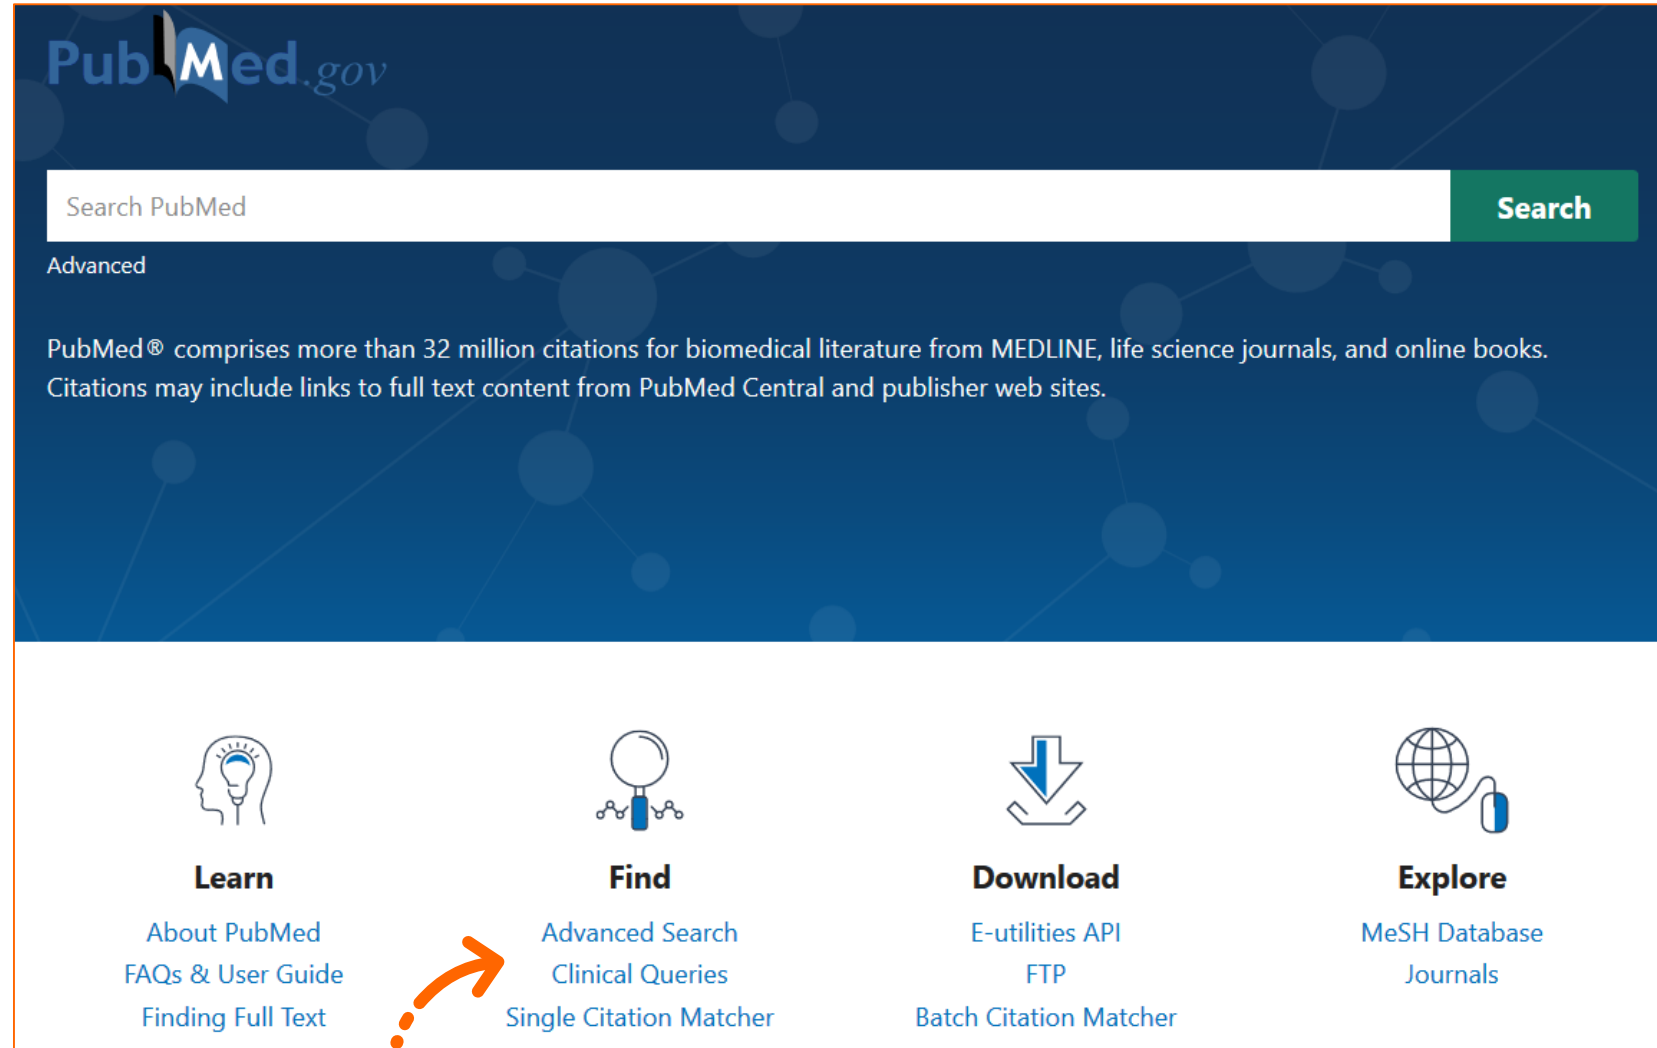 PubMed.gov
Search PubMed
Search
Advanced
PubMed® comprises more than 32 million citations for biomedical literature from MEDLINE, life science journals, and online books.
Citations may include links to full text content from PubMed Central and publisher web sites.
Learn
About PubMed
FAQs & User Guide
Finding Full Text
Find
Advanced Search
Clinical Queries
Single Citation Matcher
Download
E-utilities API
FTP
Batch Citation Matcher
Explore
MeSH Database
Journals